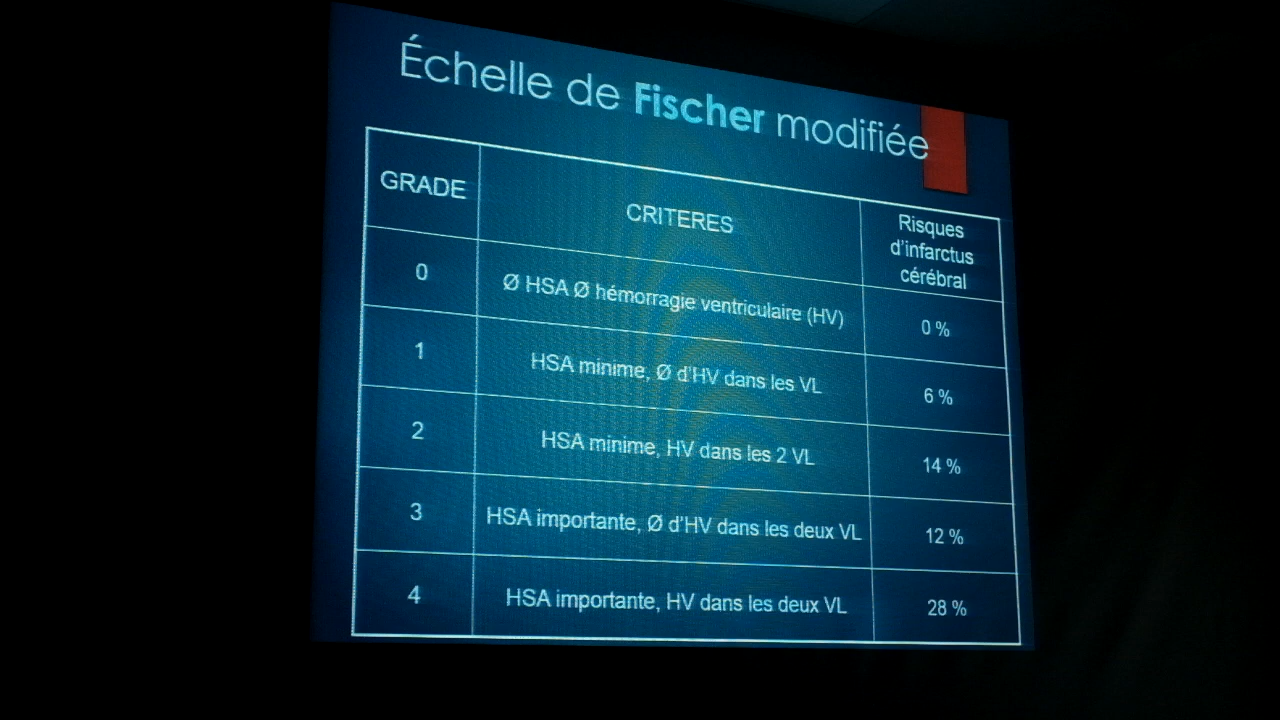 Échelle de Fischer modifiée
GRADE
CRITERES
Risques
d'infarctus
cérébral
0
Ø HSA Ø hémorragie ventriculaire (HV)
0 %
1
HSA minime, Ø d'HV dans les VL
6 %
2
HSA minime, HV dans les 2 VL
14 %
3
HSA importante, Ø d'HV dans les deux VL
12 %
4
HSA importante, HV dans les deux VL
28 %